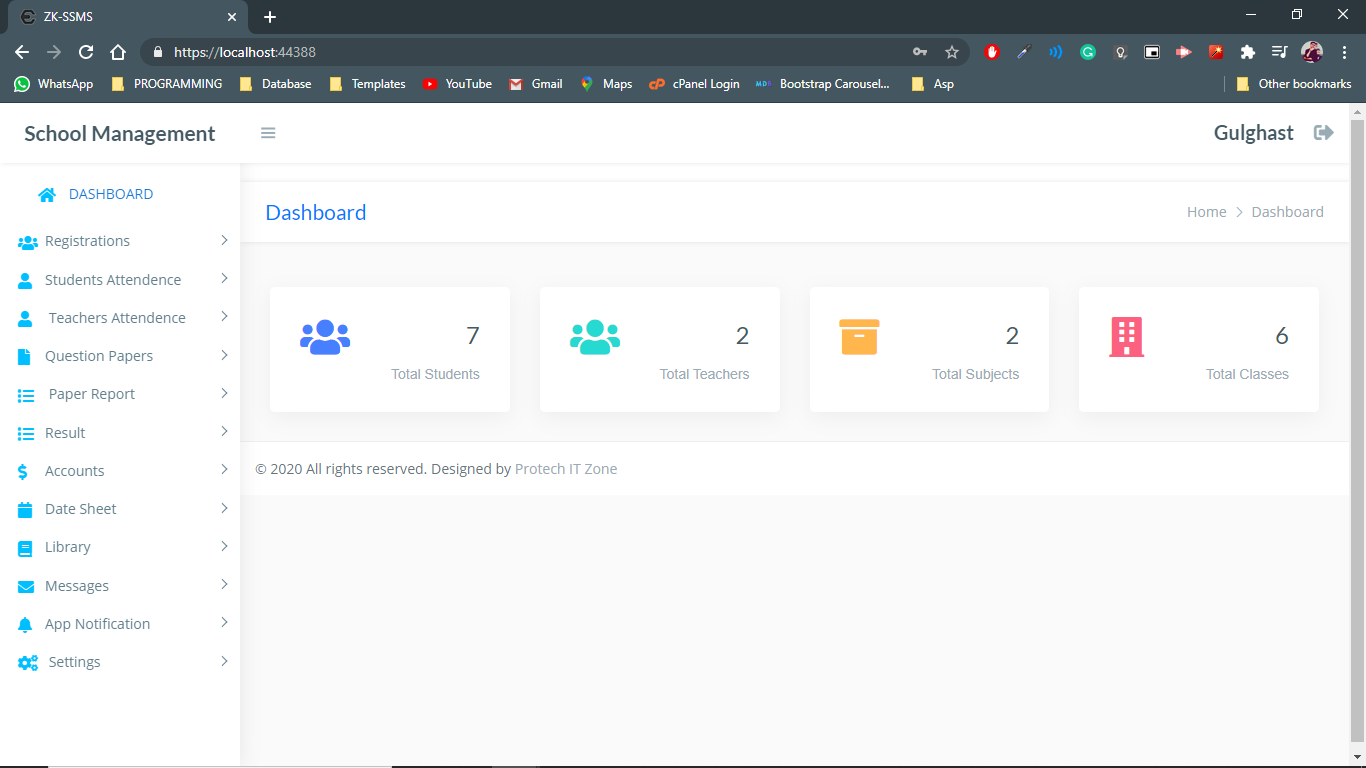 ZK-SSMS
https://localhost:44388
WhatsApp PROGRAMMING Database Templates YouTube Gmail Maps cPanel Login Bootstrap Carousel... Asp Other bookmarks
School Management Gulghast
DASHBOARD
Dashboard Home Dashboard
Registrations
Students Attendence
Teachers Attendence
Question Papers
Paper Report
Result
Accounts
Date Sheet
Library
Messages
App Notification
Settings
7
Total Students
2
Total Teachers
2
Total Subjects
6
Total Classes
© 2020 All rights reserved. Designed by Protech IT Zone